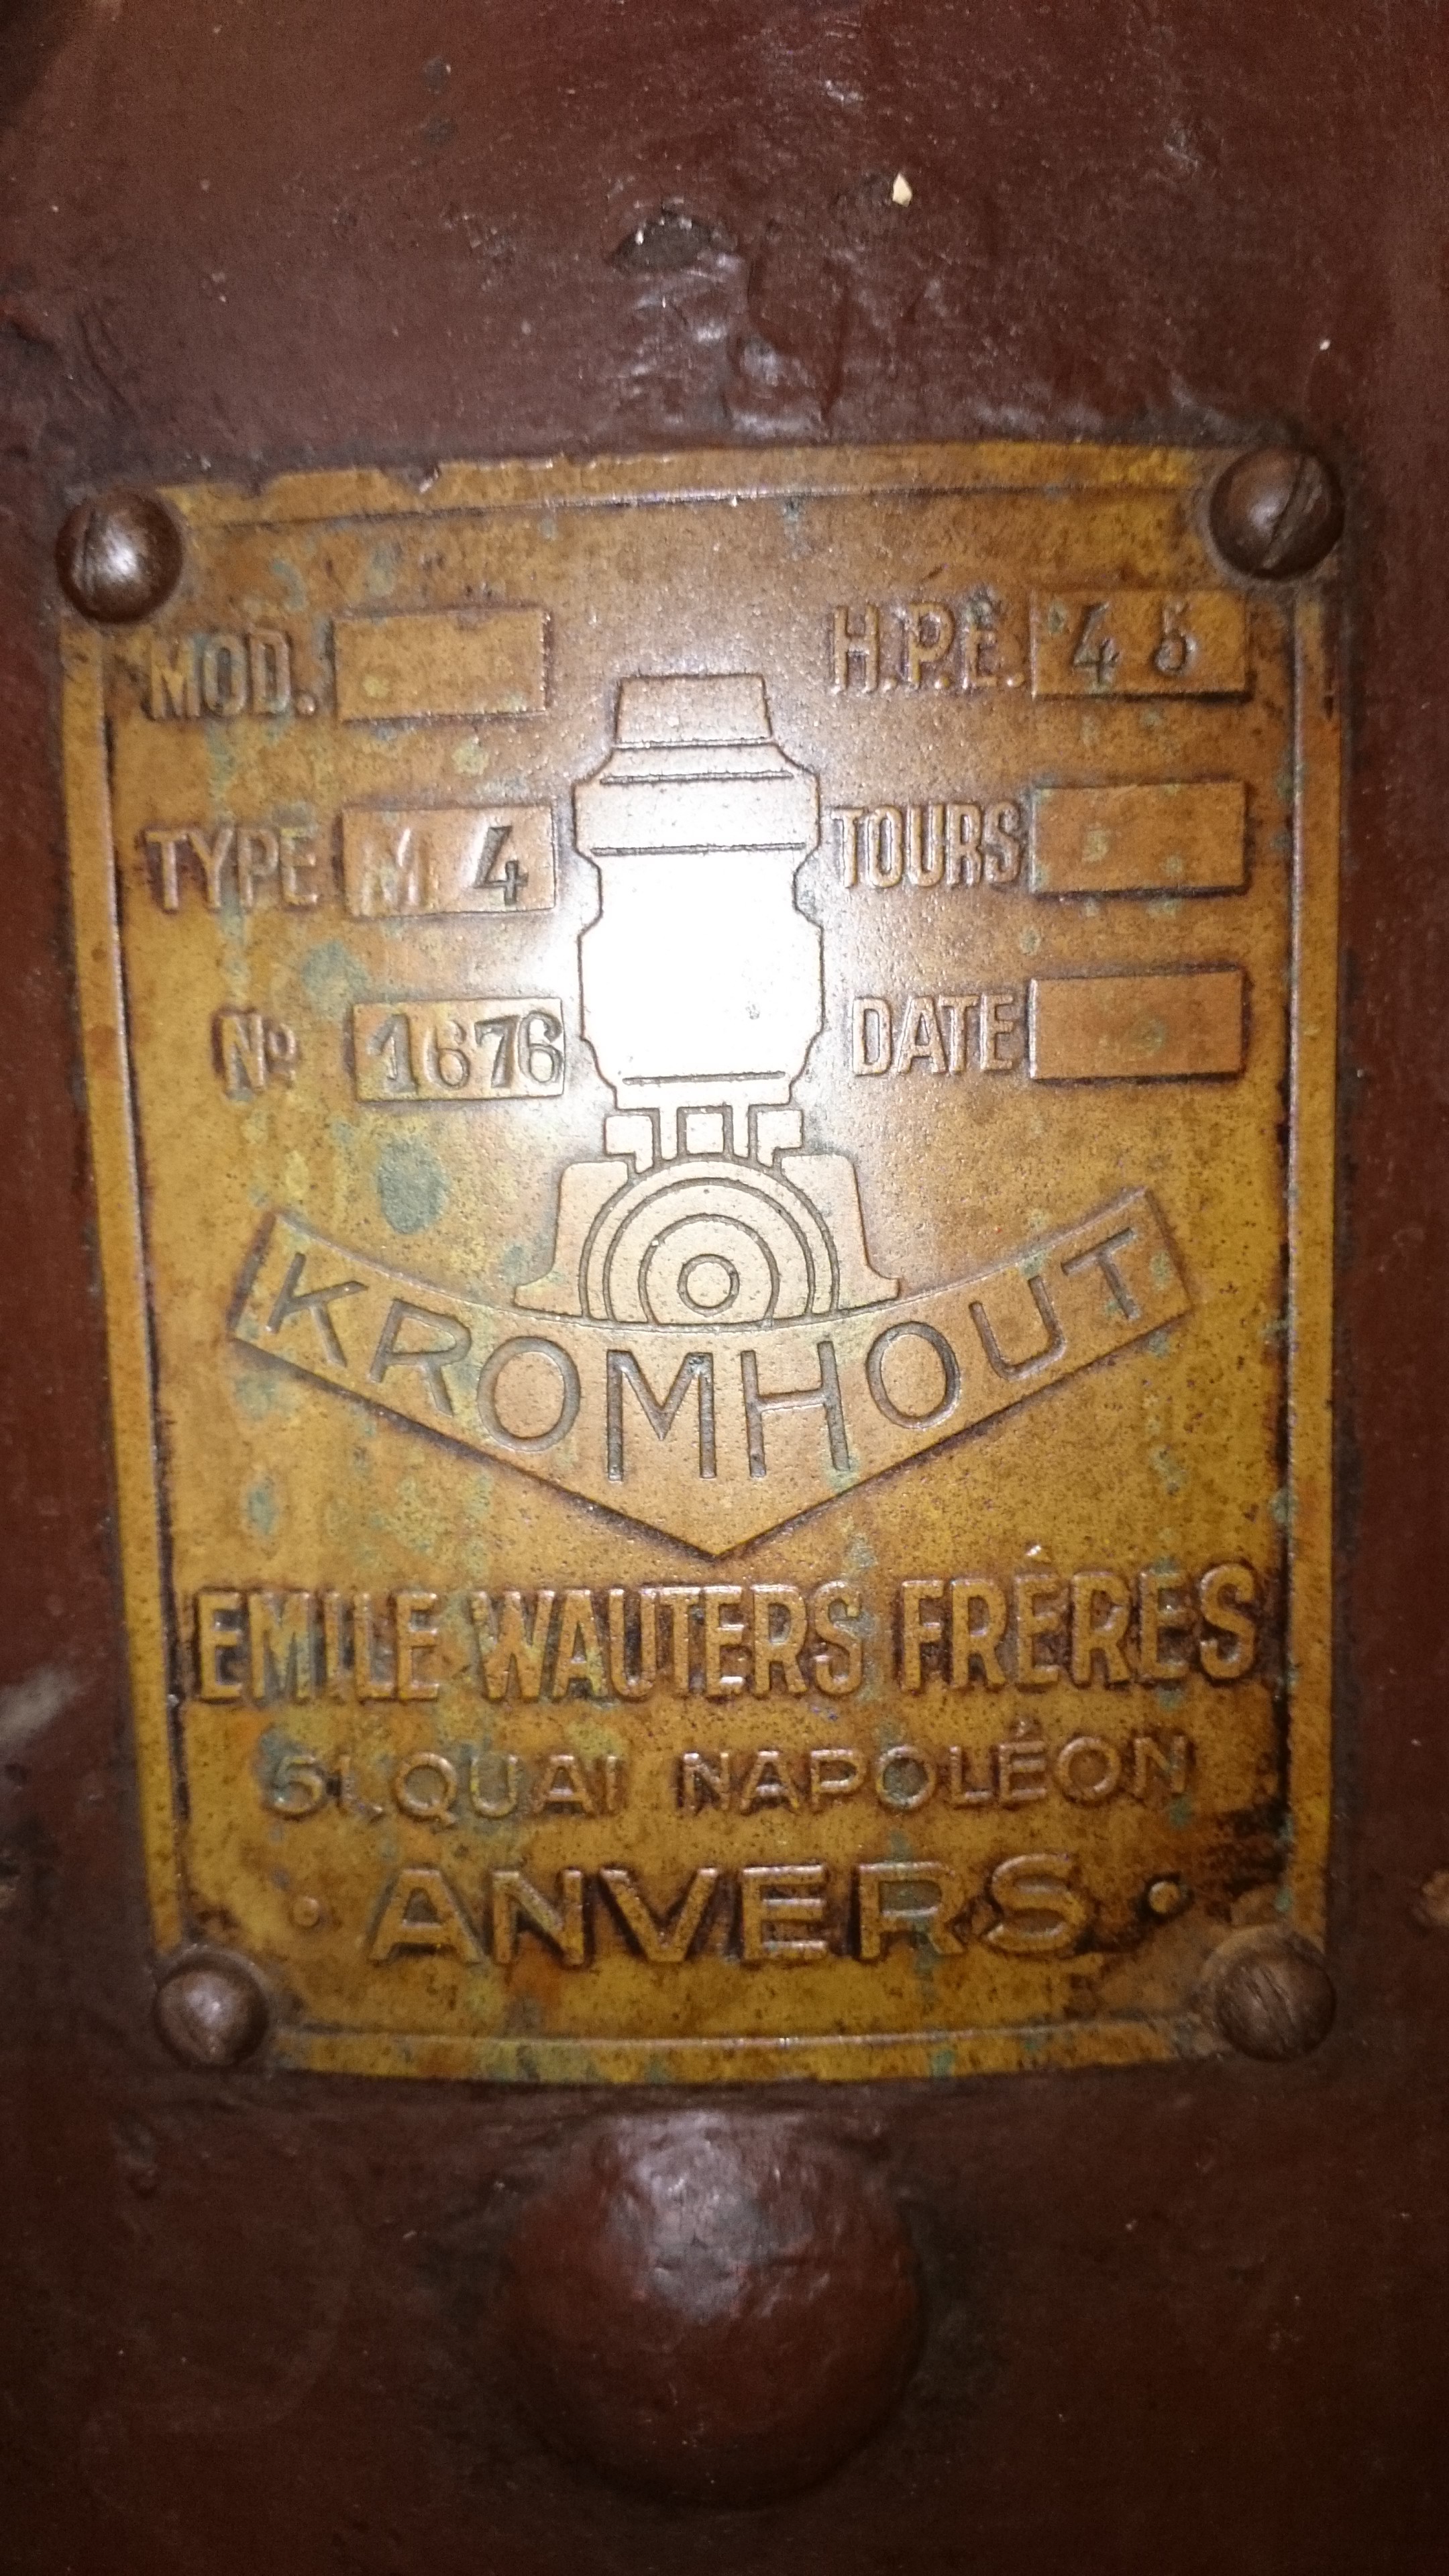 MOD.
H.P.E. 45
TYPE M 4
TOURS
No 1676
DATE
KROMHOUT
EMILE WAUTERS FRÈRES
51, QUAI NAPOLÉON
· ANVERS ·